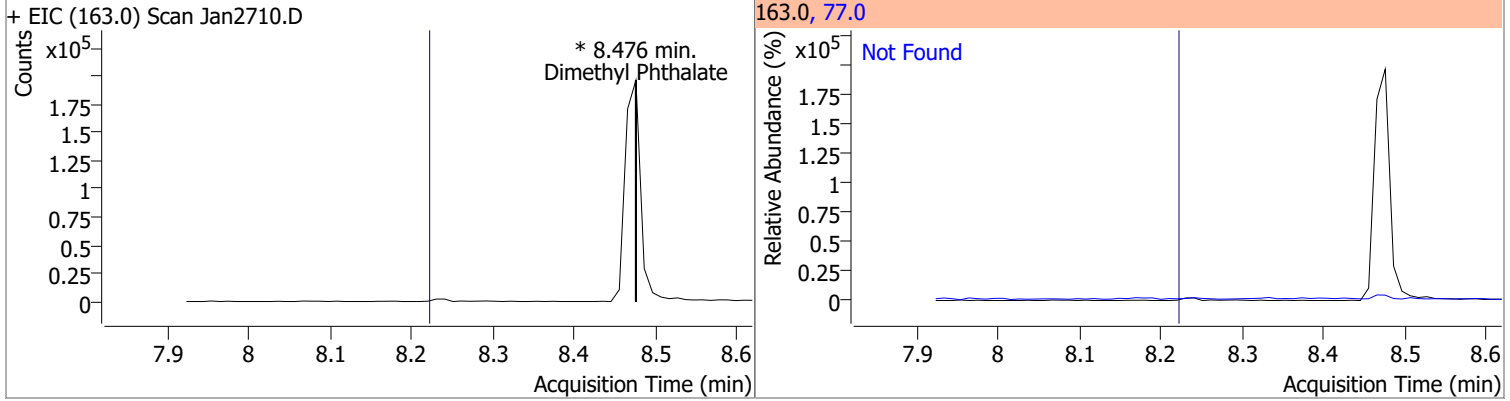 + EIC (163.0) Scan Jan2710.D
Counts
x10⁵
* 8.476 min.
Dimethyl Phthalate
1.75
1.5
1.25
1
0.75
0.5
0.25
0
7.9 8 8.1 8.2 8.3 8.4 8.5 8.6
Acquisition Time (min)
163.0, 77.0
Relative Abundance (%)
x10⁵
Not Found
1.75
1.5
1.25
1
0.75
0.5
0.25
0
7.9 8 8.1 8.2 8.3 8.4 8.5 8.6
Acquisition Time (min)